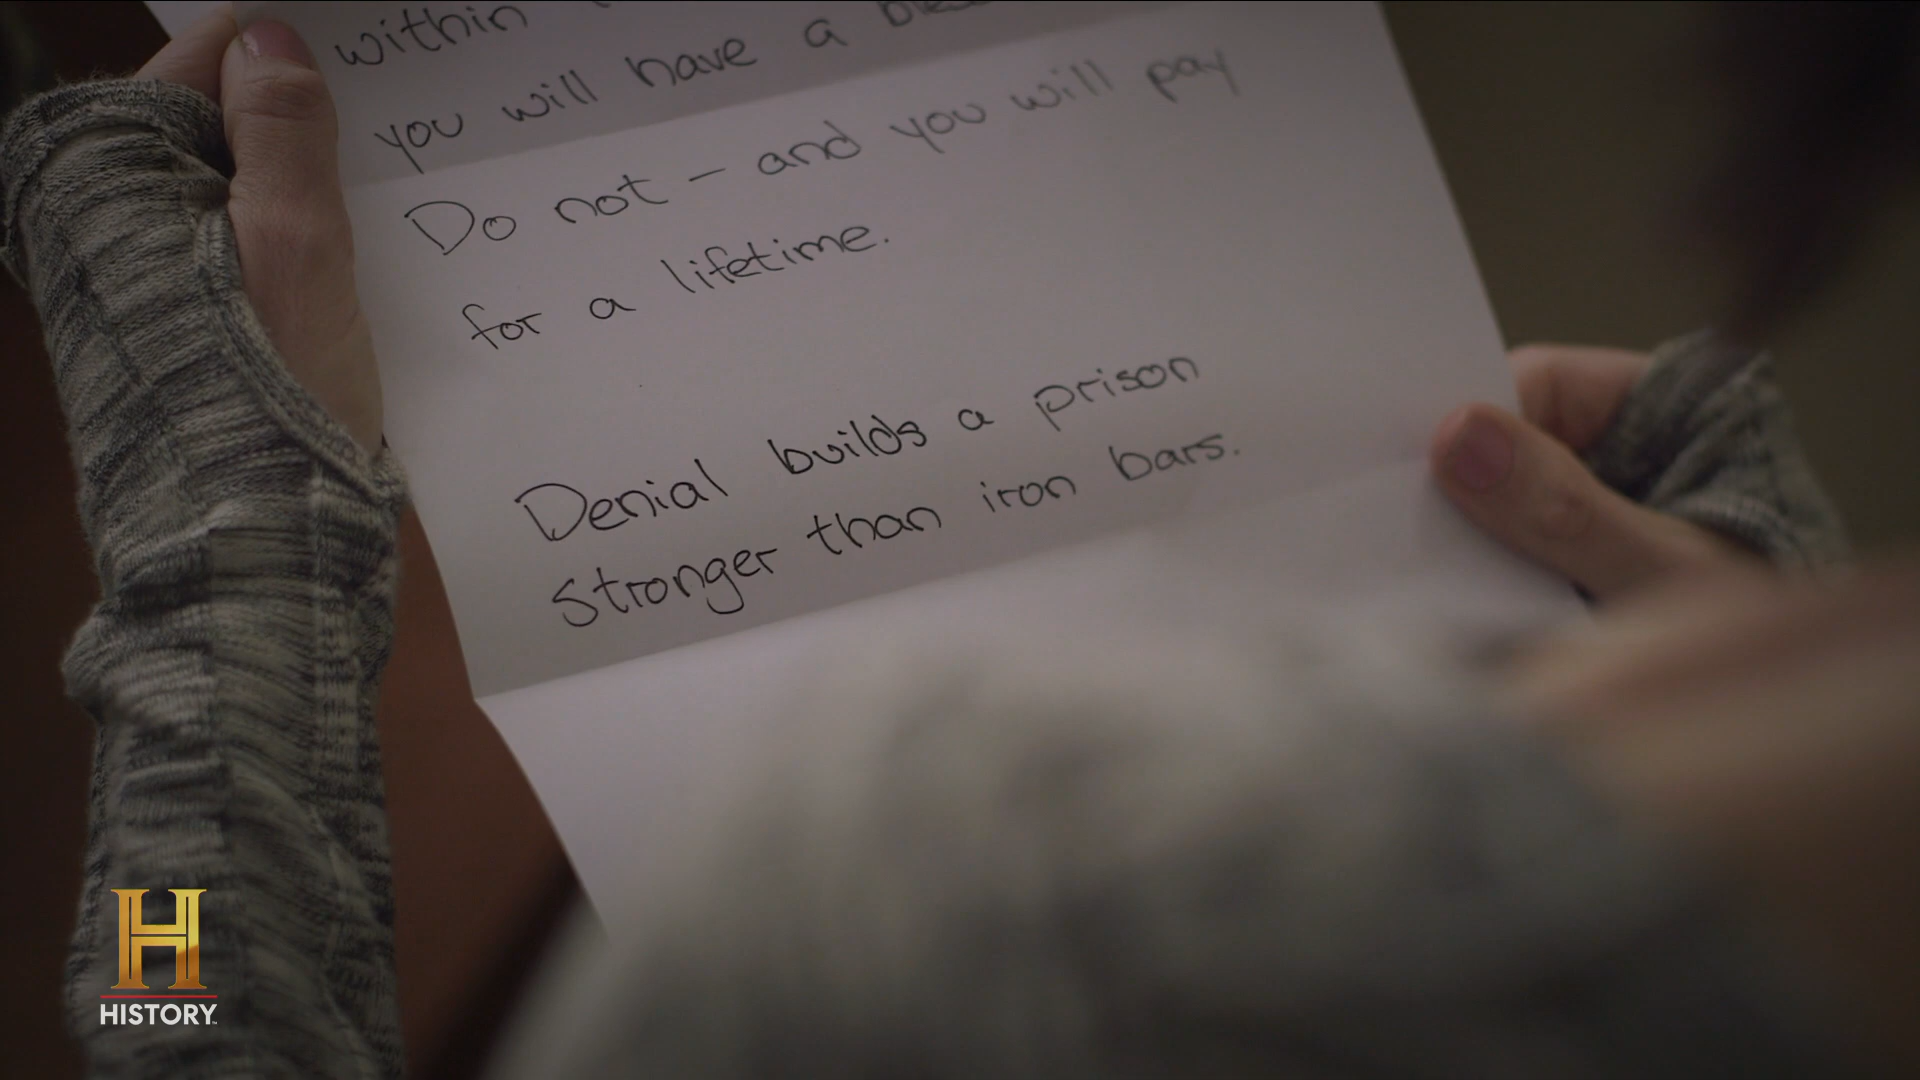 within
you will have a
Do not – and you will pay
for a lifetime.
Denial builds a prison
stronger than iron bars.
HISTORY